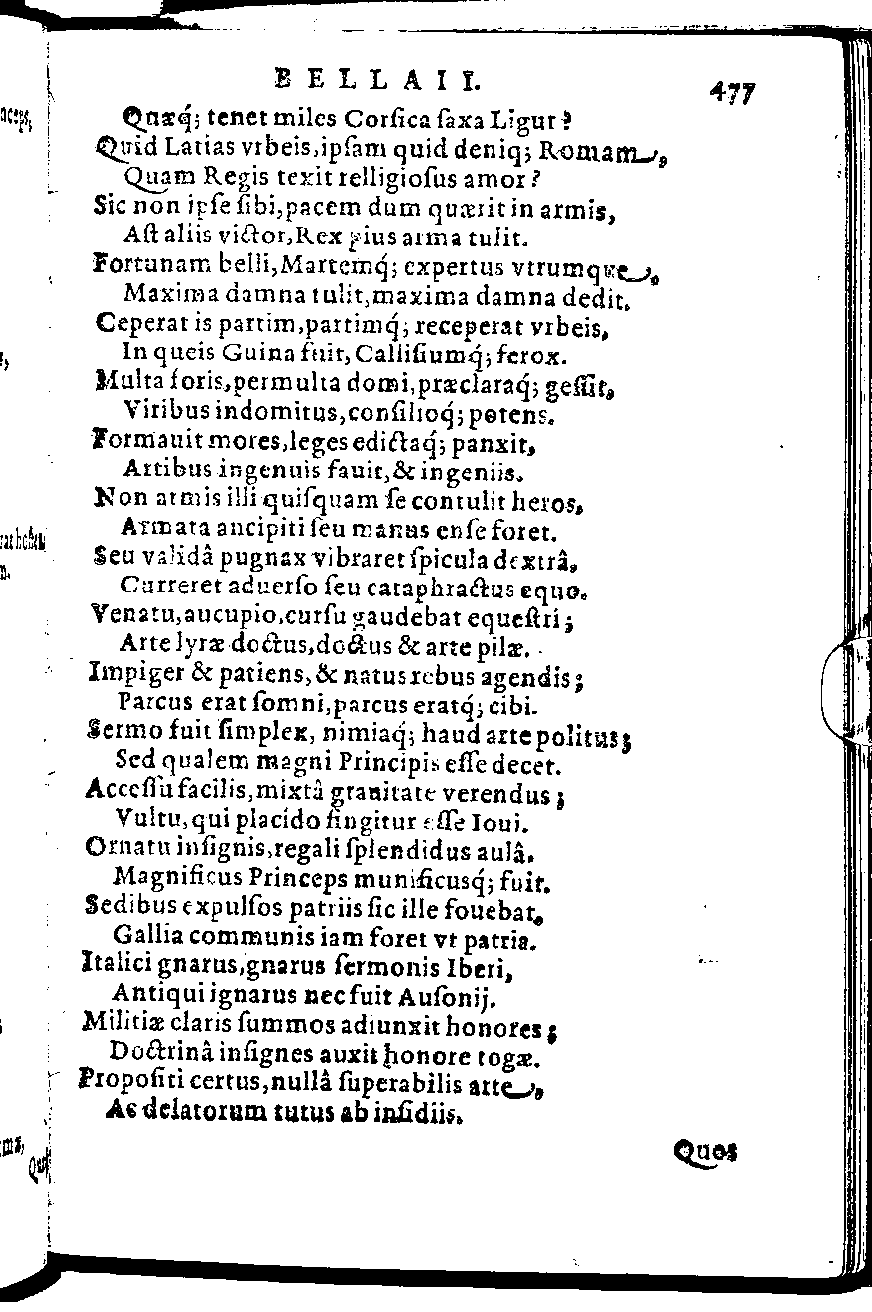 BELLAII. 477
Quæq́; tenet miles Corſica ſaxa Ligur?
Quid Latias vrbeis, ipſam quid deniq; Romam,
Quam Regis texit relligioſus amor?
Sic non ipſe ſibi, pacem dum quærit in armis,
Aſt aliis victor, Rex pius arma tulit.
Fortunam belli, Martemq́; expertus vtrumque,
Maxima damna tulit, maxima damna dedit.
Ceperat is partim, partimq́; receperat vrbeis,
In queis Guina fuit, Calliſiumq́; ferox.
Multa foris, permulta domi, præclaraq́; geſſit,
Viribus indomitus, conſilioq́; potens.
Formauit mores, leges edictaq́; panxit,
Artibus ingenuis fauit, & ingeniis.
Non armis illi quiſquam ſe contulit heros,
Armata ancipiti ſeu manus enſe foret.
Seu validâ pugnax vibraret ſpicula dextrâ,
Curreret aduerſo ſeu cataphractus equo.
Venatu, aucupio, curſu gaudebat equeſtri;
Arte lyræ doctus, doctus & arte pilæ.
Impiger & patiens, & natus rebus agendis;
Parcus erat ſomni, parcus eratq́; cibi.
Sermo fuit ſimplex, nimiaq́; haud arte politus;
Sed qualem magni Principis eſſe decet.
Acceſſu facilis, mixtâ grauitate verendus;
Vultu, qui placido fingitur eſſe Ioui.
Ornatu inſignis, regali ſplendidus aulâ.
Magnificus Princeps munificusq́; fuit.
Sedibus expulſos patriis ſic ille fouebat,
Gallia communis iam foret vt patria.
Italici gnarus, gnarus ſermonis Iberi,
Antiqui ignarus nec fuit Auſonij.
Militiæ claris ſummos adiunxit honores;
Doctrinâ inſignes auxit honore togæ.
Propoſiti certus, nullâ ſuperabilis arte,
Ac delatorum tutus ab inſidiis.
Quos